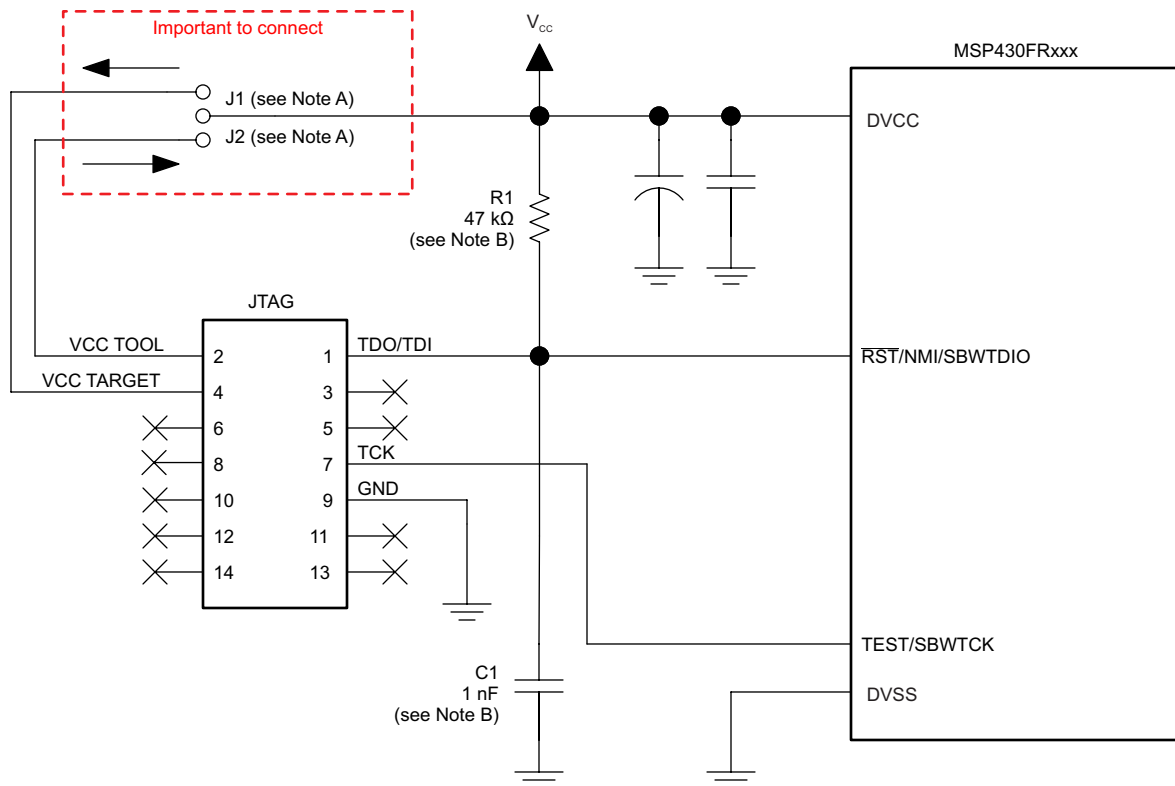 Important to connect
VCC
MSP430FRxxx
J1 (see Note A)
J2 (see Note A)
DVCC
R1
47 kΩ
(see Note B)
JTAG
VCC TOOL
2
1
TDO/TDI
RST/NMI/SBWTDIO
VCC TARGET
4
3
6
5
8
7
TCK
10
9
GND
12
11
14
13
TEST/SBWTCK
C1
1 nF
(see Note B)
DVSS